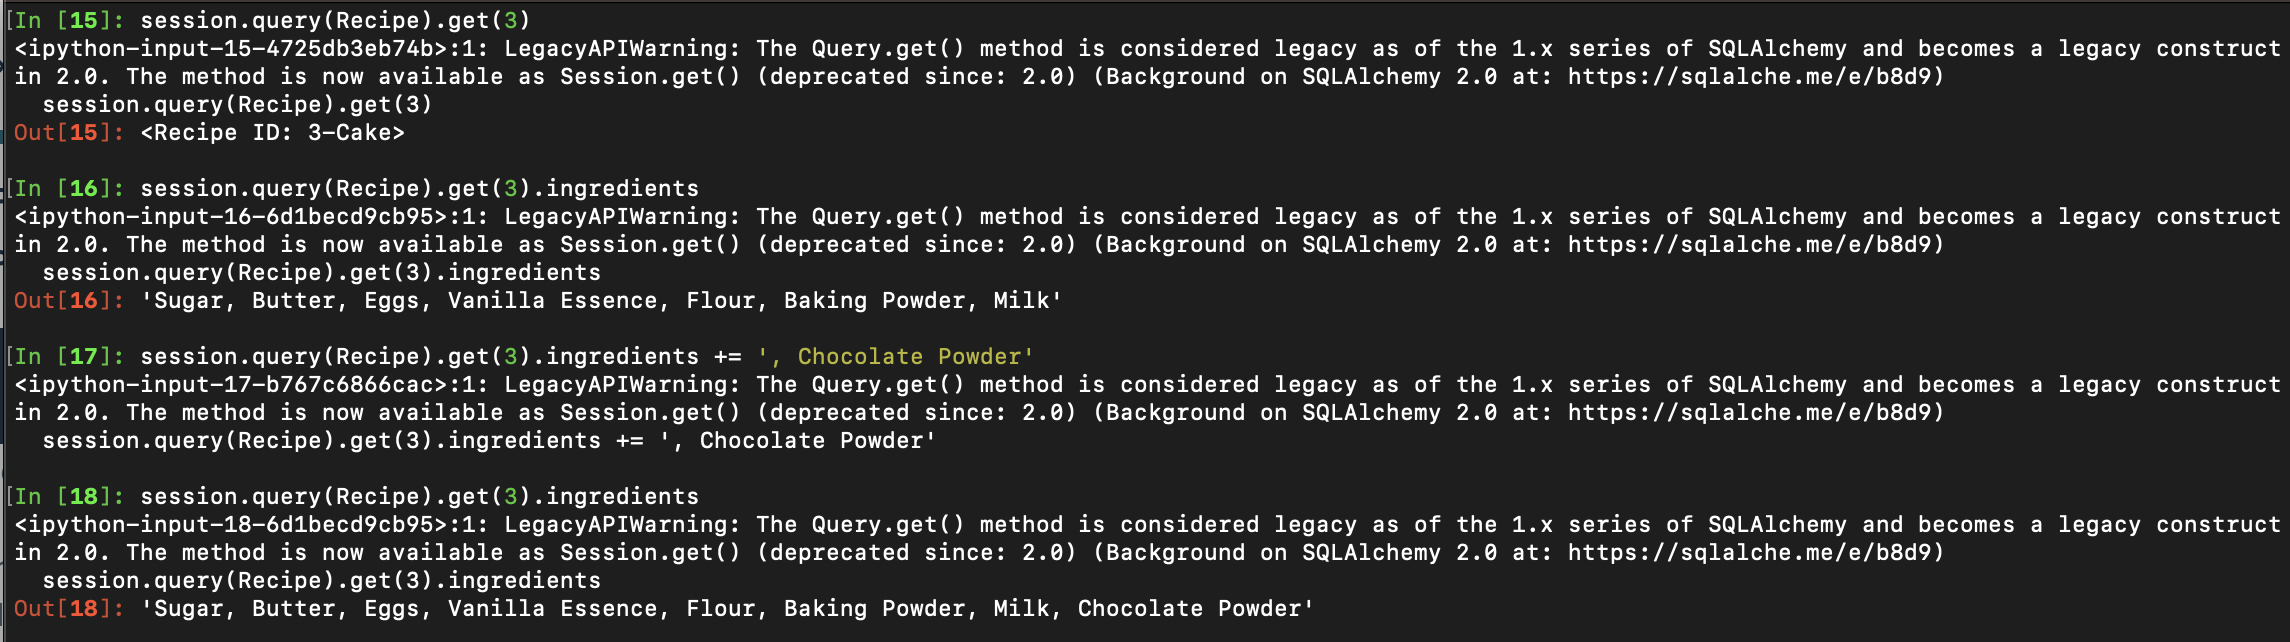 [In [15]: session.query(Recipe).get(3)
<ipython-input-15-4725db3eb74b>:1: LegacyAPIWarning: The Query.get() method is considered legacy as of the 1.x series of SQLAlchemy and becomes a legacy construct
in 2.0. The method is now available as Session.get() (deprecated since: 2.0) (Background on SQLAlchemy 2.0 at: https://sqlalche.me/e/b8d9)
  session.query(Recipe).get(3)
Out[15]: <Recipe ID: 3-Cake>
[In [16]: session.query(Recipe).get(3).ingredients
<ipython-input-16-6d1becd9cb95>:1: LegacyAPIWarning: The Query.get() method is considered legacy as of the 1.x series of SQLAlchemy and becomes a legacy construct
in 2.0. The method is now available as Session.get() (deprecated since: 2.0) (Background on SQLAlchemy 2.0 at: https://sqlalche.me/e/b8d9)
  session.query(Recipe).get(3).ingredients
Out[16]: 'Sugar, Butter, Eggs, Vanilla Essence, Flour, Baking Powder, Milk'
[In [17]: session.query(Recipe).get(3).ingredients += ', Chocolate Powder'
<ipython-input-17-b767c6866cac>:1: LegacyAPIWarning: The Query.get() method is considered legacy as of the 1.x series of SQLAlchemy and becomes a legacy construct
in 2.0. The method is now available as Session.get() (deprecated since: 2.0) (Background on SQLAlchemy 2.0 at: https://sqlalche.me/e/b8d9)
  session.query(Recipe).get(3).ingredients += ', Chocolate Powder'
[In [18]: session.query(Recipe).get(3).ingredients
<ipython-input-18-6d1becd9cb95>:1: LegacyAPIWarning: The Query.get() method is considered legacy as of the 1.x series of SQLAlchemy and becomes a legacy construct
in 2.0. The method is now available as Session.get() (deprecated since: 2.0) (Background on SQLAlchemy 2.0 at: https://sqlalche.me/e/b8d9)
  session.query(Recipe).get(3).ingredients
Out[18]: 'Sugar, Butter, Eggs, Vanilla Essence, Flour, Baking Powder, Milk, Chocolate Powder'